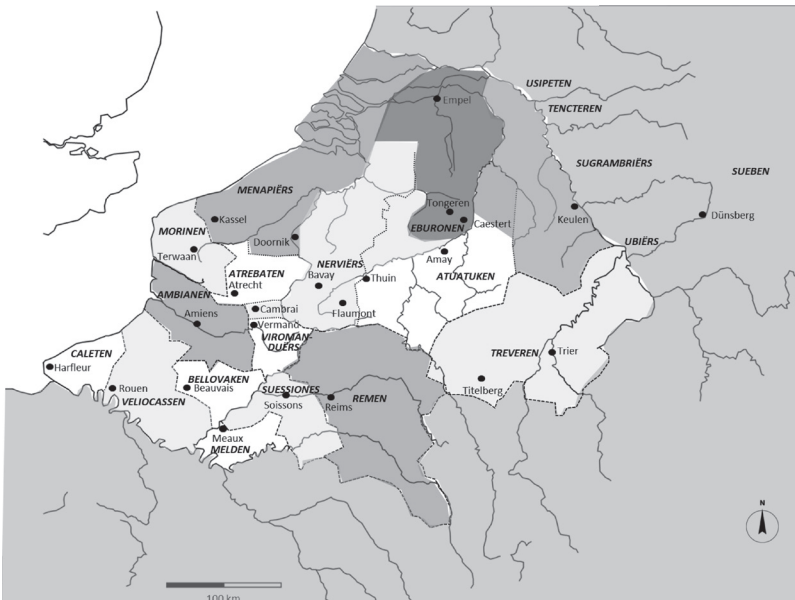 USIPETEN
Empel
TENCTEREN
SUGRAMBRIËRS
SUEBEN
MENAPIËRS
Tongeren
Kassel
Caestert
Keulen
Dünsberg
EBURONEN
MORINEN
Doornik
UBIËRS
Terwaan
Amay
NERVIËRS
ATREBATEN
Bavay
Thuin
ATUATUKEN
Atrecht
AMBIANEN
Cambrai
Flaumont
Amiens
Vermand
VIROMAN-
DUËRS
CALETEN
TREVEREN
Trier
Harfleur
BELLOVAKEN
Rouen
Beauvais
SUESSIONES
Titelberg
VELIOCASSEN
Soissons
Reims
REMEN
Meaux
MELDEN
N
100 km